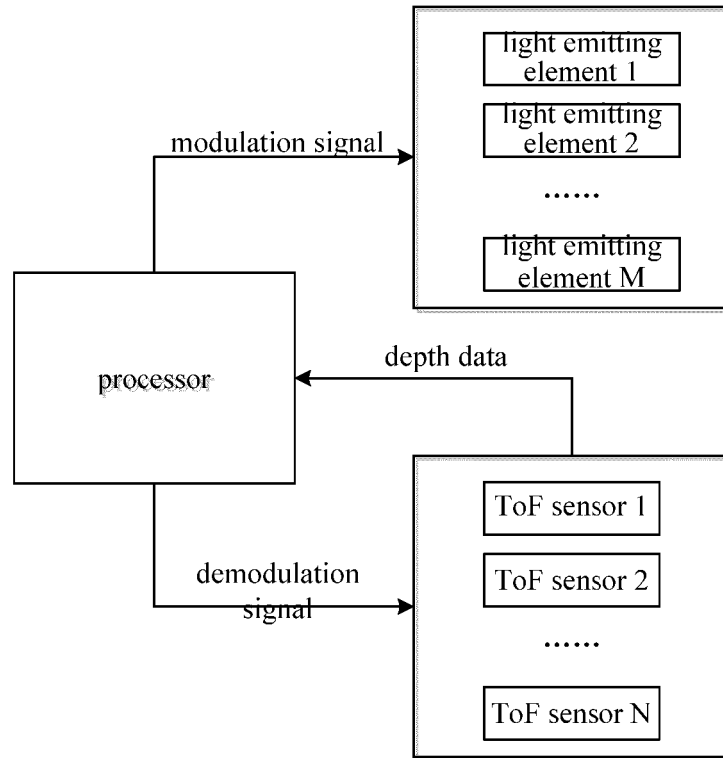 light emitting
element 1
light emitting
element 2
modulation signal
......
light emitting
element M
depth data
processor
ToF sensor 1
demodulation
signal
ToF sensor 2
......
ToF sensor N